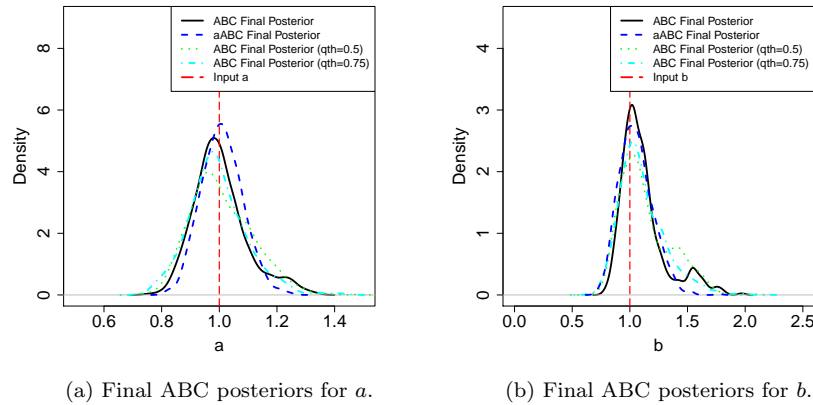 ABC Final Posterior
aABC Final Posterior
ABC Final Posterior (qth=0.5)
ABC Final Posterior (qth=0.75)
Input a
Density
8
6
4
2
0
0.6 0.8 1.0 1.2 1.4
a
(a) Final ABC posteriors for a.
ABC Final Posterior
aABC Final Posterior
ABC Final Posterior (qth=0.5)
ABC Final Posterior (qth=0.75)
Input b
Density
4
3
2
1
0
0.0 0.5 1.0 1.5 2.0 2.5
b
(b) Final ABC posteriors for b.